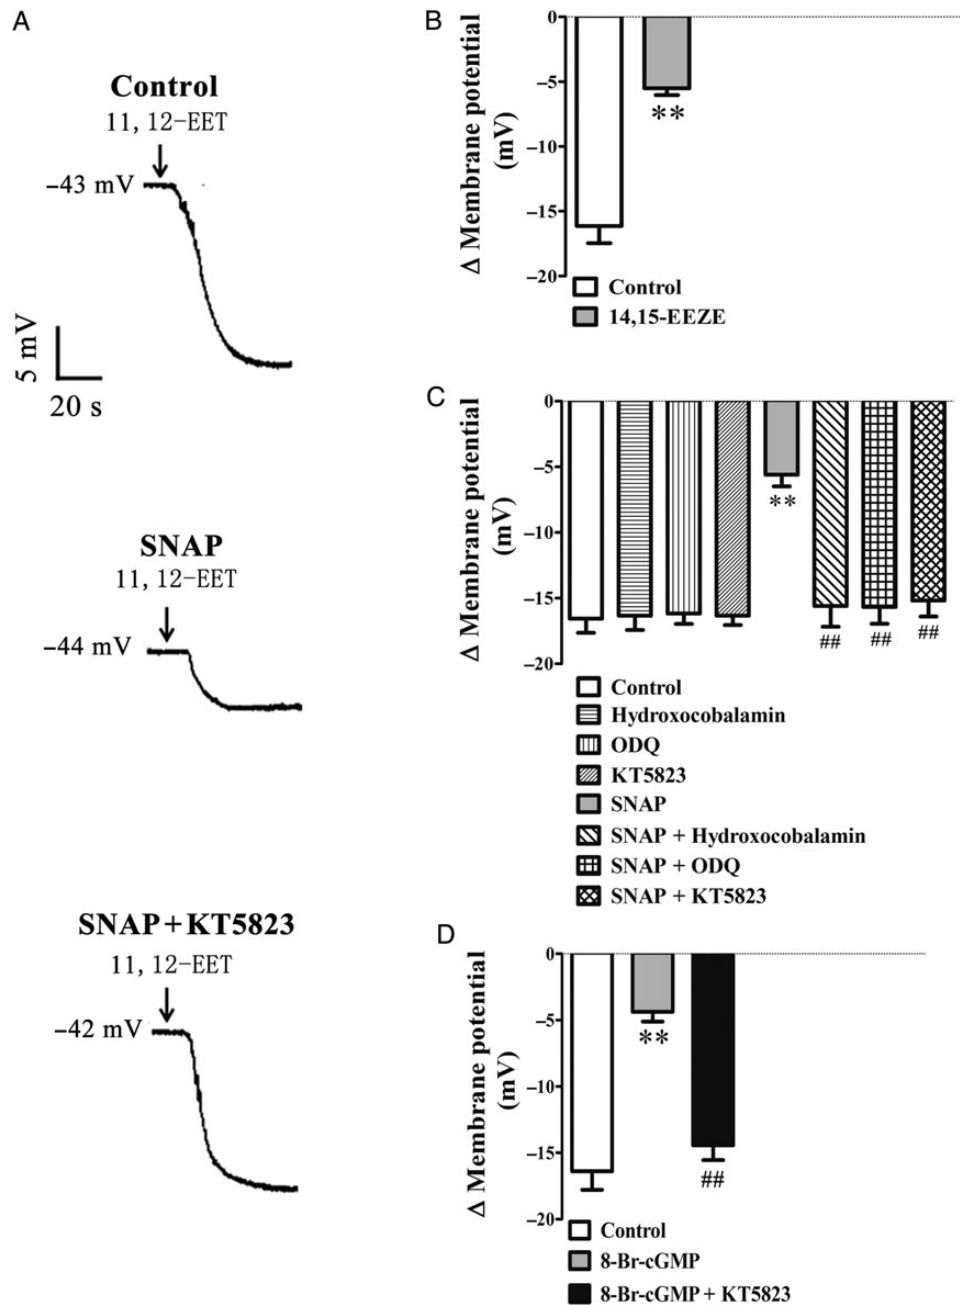 A
Control
11, 12-EET
−43 mV
5 mV
20 s
SNAP
11, 12-EET
−44 mV
SNAP + KT5823
11, 12-EET
−42 mV
B
Δ Membrane potential
(mV)
0
−5
−10
−15
−20
**
Control
14,15-EEZE
C
Δ Membrane potential
(mV)
0
−5
−10
−15
−20
**
## ## ##
Control
Hydroxocobalamin
ODQ
KT5823
SNAP
SNAP + Hydroxocobalamin
SNAP + ODQ
SNAP + KT5823
D
Δ Membrane potential
(mV)
0
−5
−10
−15
−20
**
##
Control
8-Br-cGMP
8-Br-cGMP + KT5823